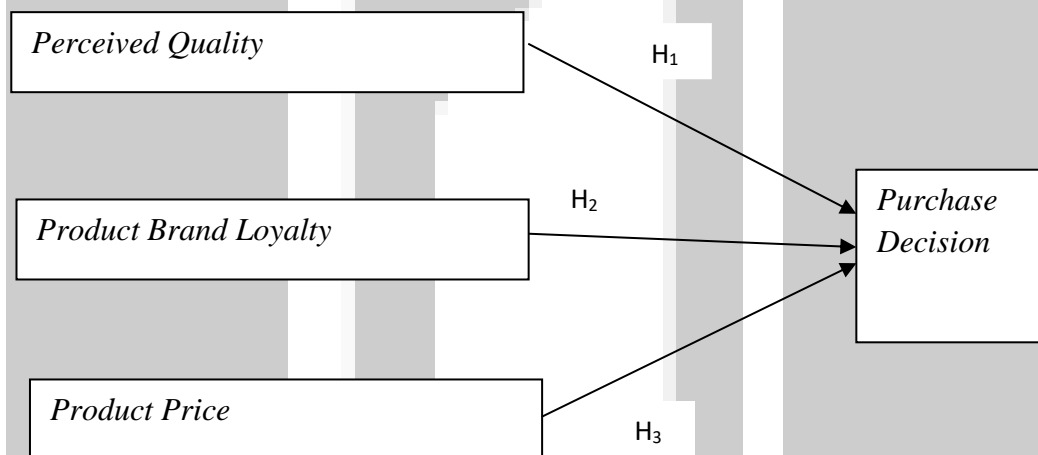 Perceived Quality
H₁
Product Brand Loyalty
H₂
Purchase
Decision
Product Price
H₃